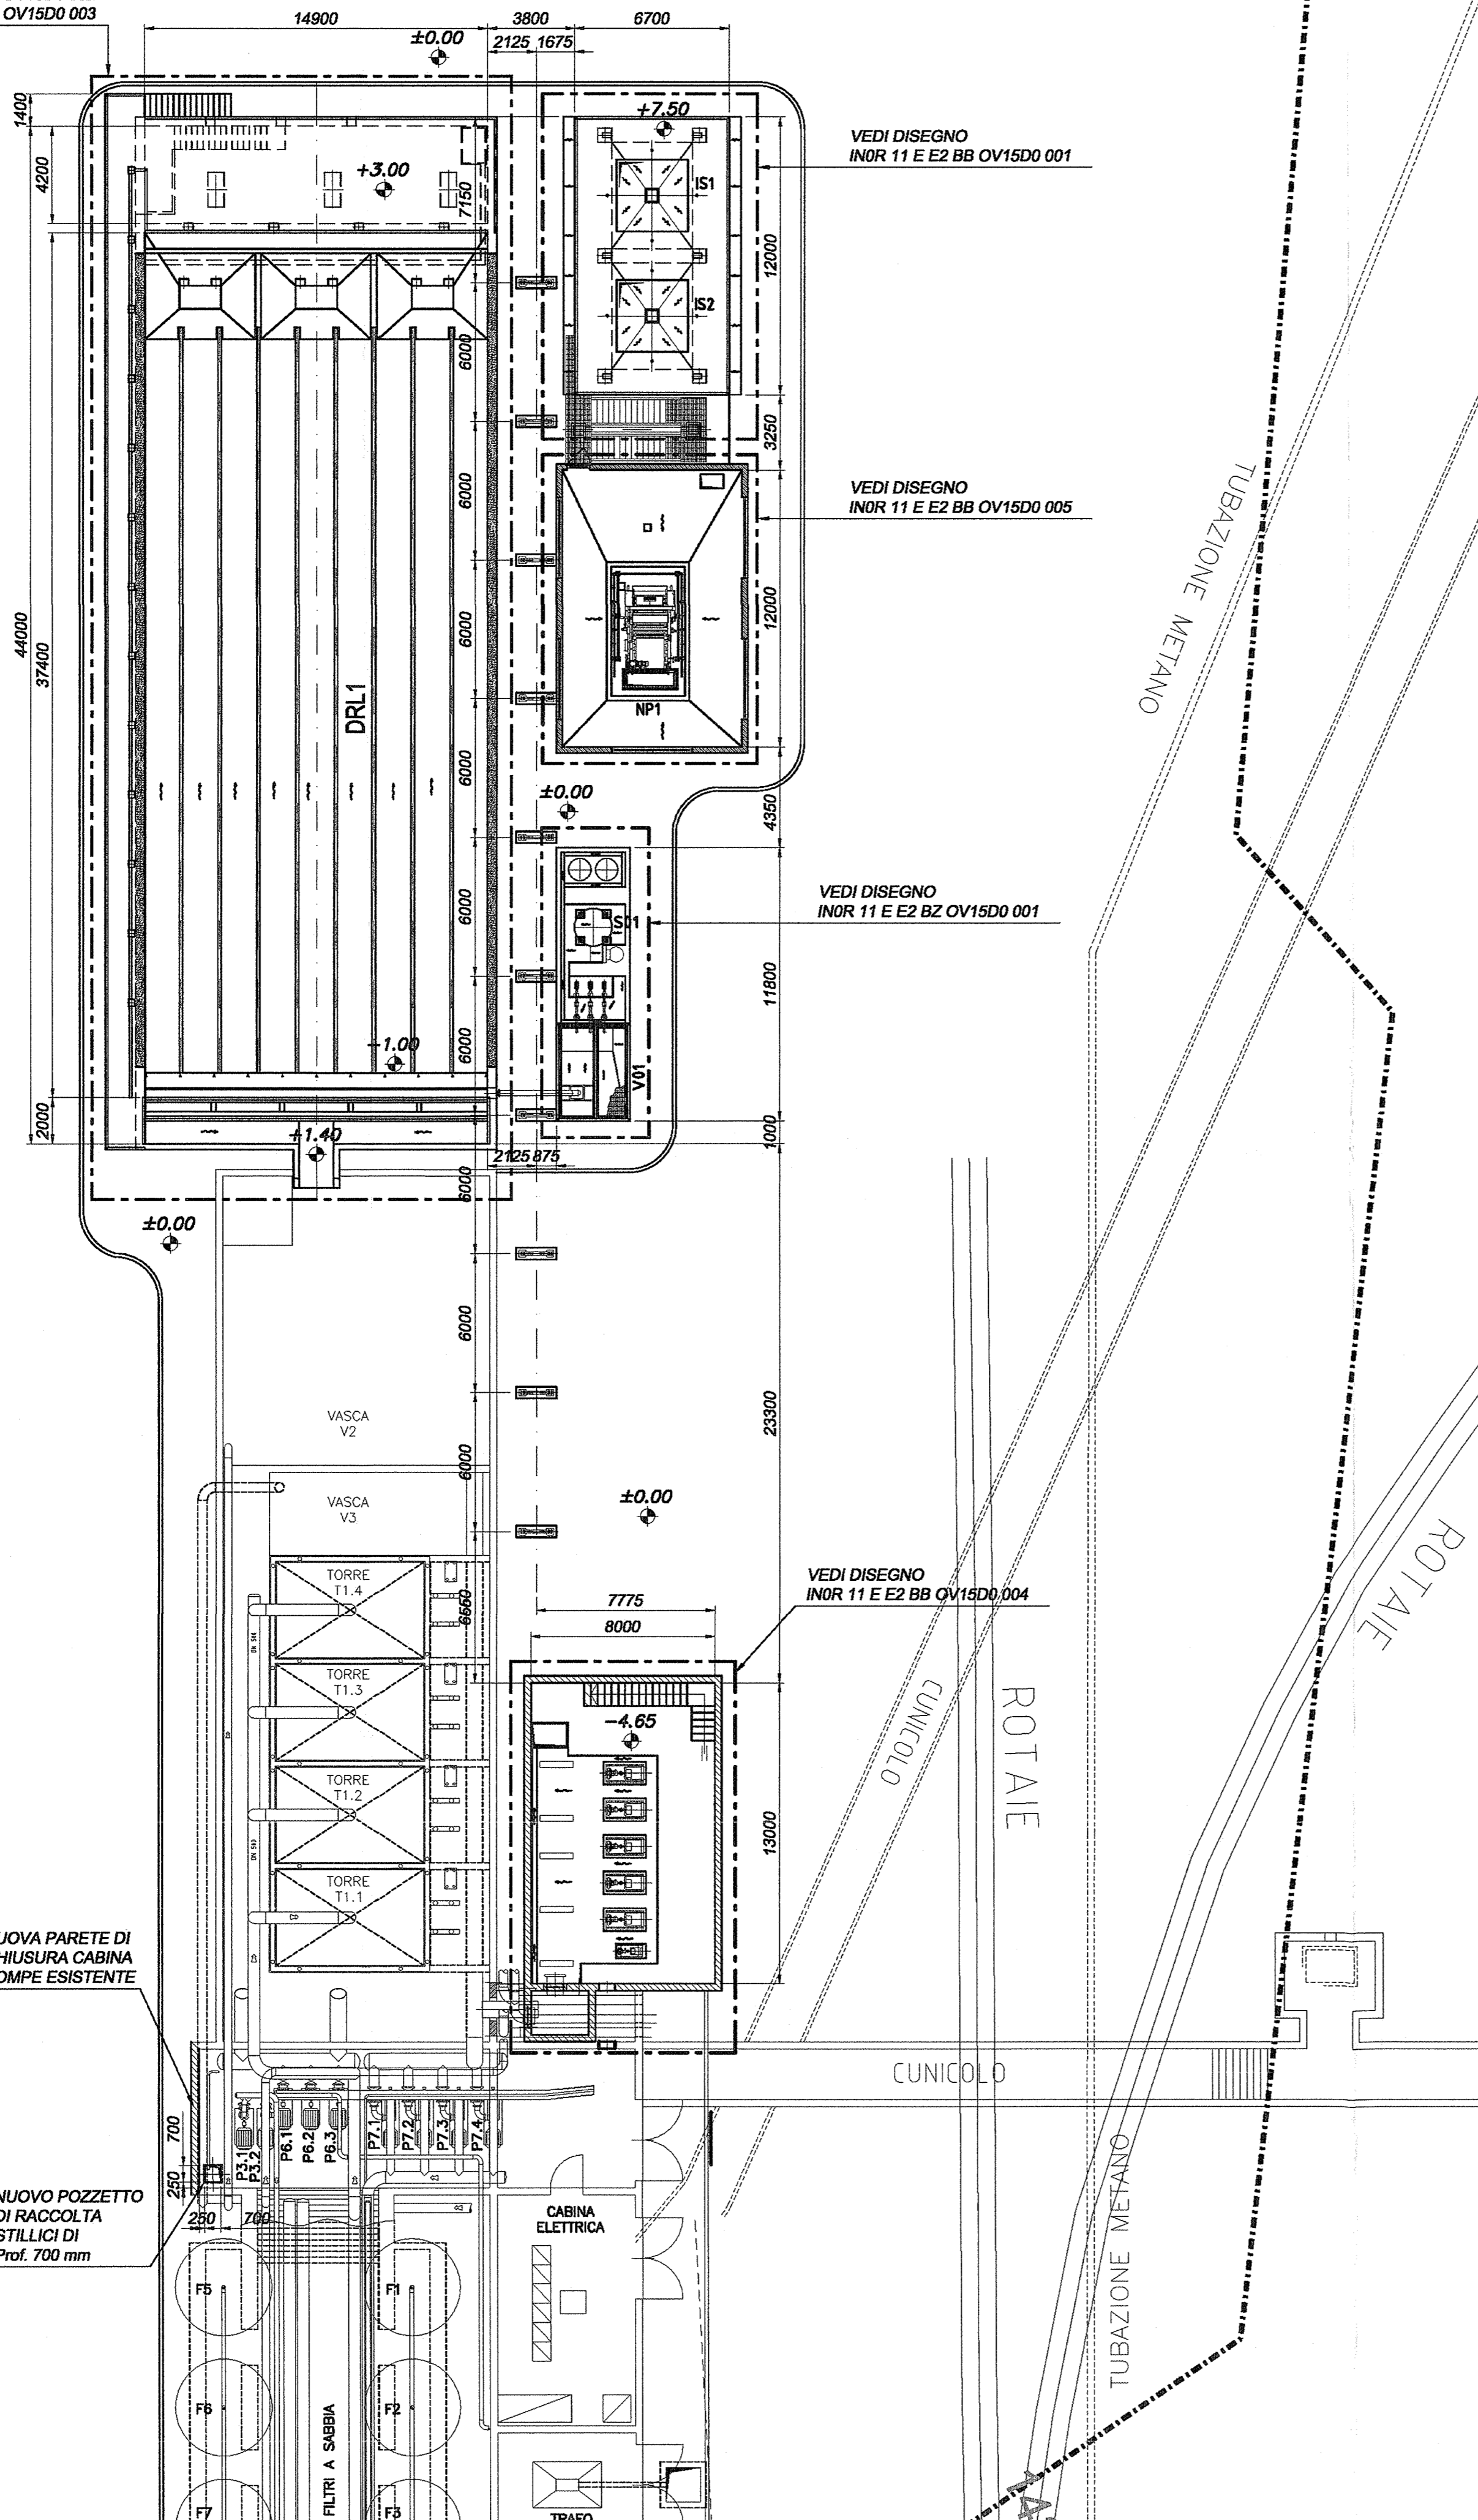 OV15D0 003
14900
3800
6700
±0.00
2125
1675
1400
+7.50
VEDI DISEGNO
IN0R 11 E E2 BB OV15D0 001
4200
+3.00
7150
IS1
12000
IS2
6000
3250
6000
VEDI DISEGNO
IN0R 11 E E2 BB OV15D0 005
TUBAZIONE METANO
44000
37400
6000
12000
DRL1
NP1
6000
±0.00
4350
VEDI DISEGNO
IN0R 11 E E2 BZ OV15D0 001
6000
11800
-1.00
6000
V01
2000
+1.40
1000
2125
875
6000
±0.00
6000
23300
VASCA
V2
6000
VASCA
V3
±0.00
ROTAIE
VEDI DISEGNO
IN0R 11 E E2 BB OV15D0 004
TORRE
T1.4
6550
7775
8000
TORRE
T1.3
-4.65
CUNICOLO
ROTAIE
TORRE
T1.2
13000
TORRE
T1.1
UOVA PARETE DI
HIUSURA CABINA
OMPE ESISTENTE
CUNICOLO
700
250
P3.1
P3.2
P6.1
P6.2
P6.3
P7.1
P7.2
P7.3
P7.4
TUBAZIONE METANO
NUOVO POZZETTO
DI RACCOLTA
STILLICI DI
Prof. 700 mm
250
700
CABINA
ELETTRICA
F5
F1
F6
F2
FILTRI A SABBIA
F7
F3
TRAFO